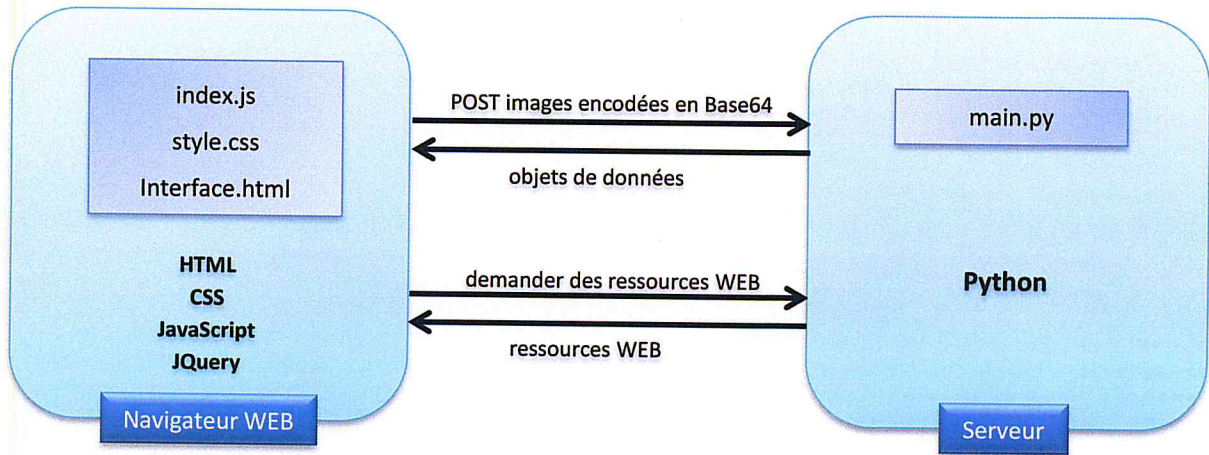 index.js
style.css
Interface.html
HTML
CSS
JavaScript
JQuery
Navigateur WEB
POST images encodées en Base64
objets de données
demander des ressources WEB
ressources WEB
main.py
Python
Serveur